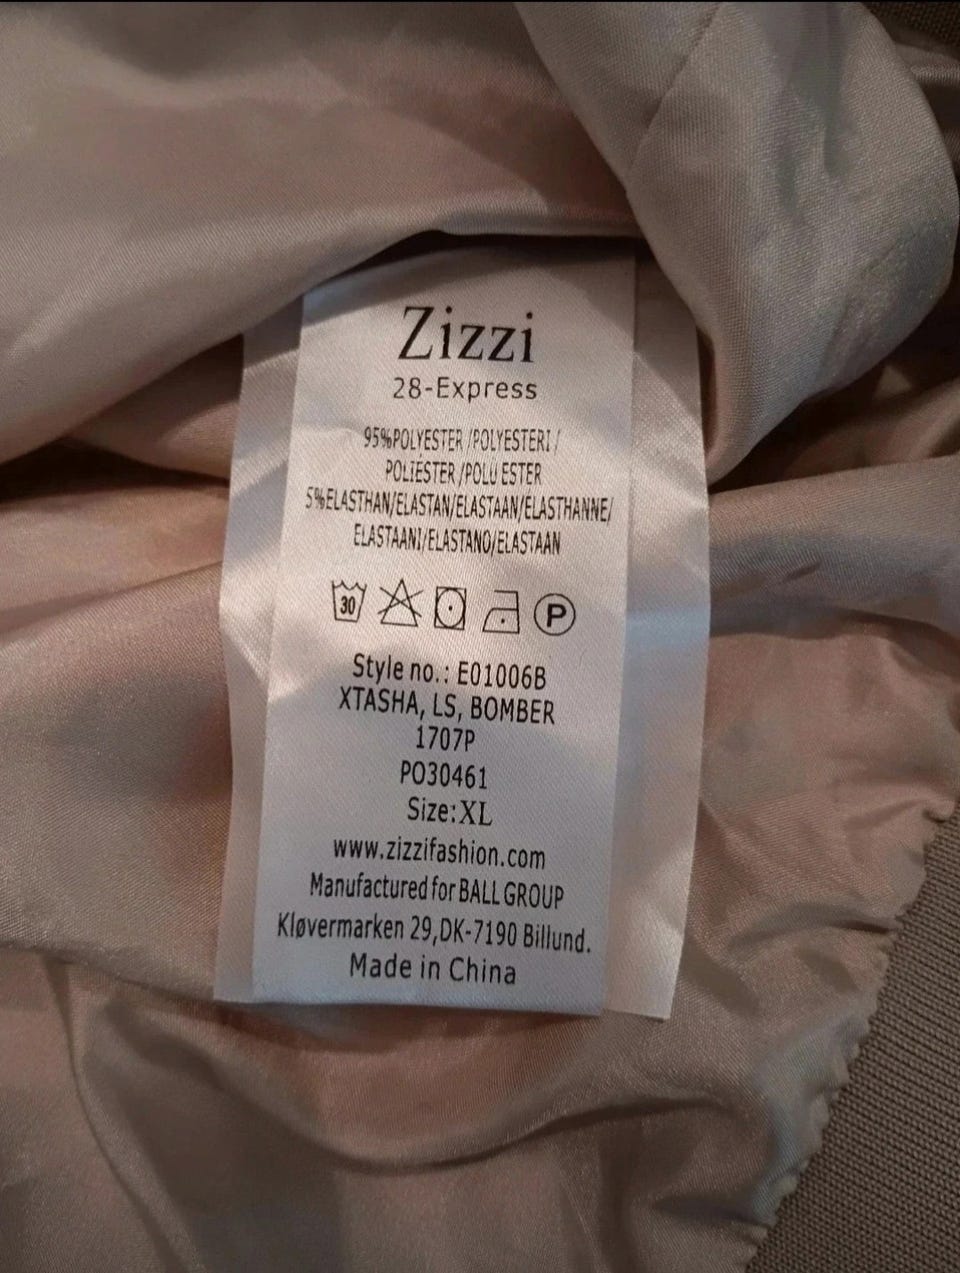 Zizzi
28-Express
95%POLYESTER/POLYESTERI/
POLIÉSTER/POLU ESTER
5%ELASTHAN/ELASTAN/ELASTAAN/ELASTHANNE/
ELASTAANI/ELASTANO/ELASTAAN
30 P
Style no.: E01006B
XTASHA, LS, BOMBER
1707P
PO30461
Size:XL
www.zizzifashion.com
Manufactured for BALL GROUP
Kløvermarken 29,DK-7190 Billund.
Made in China